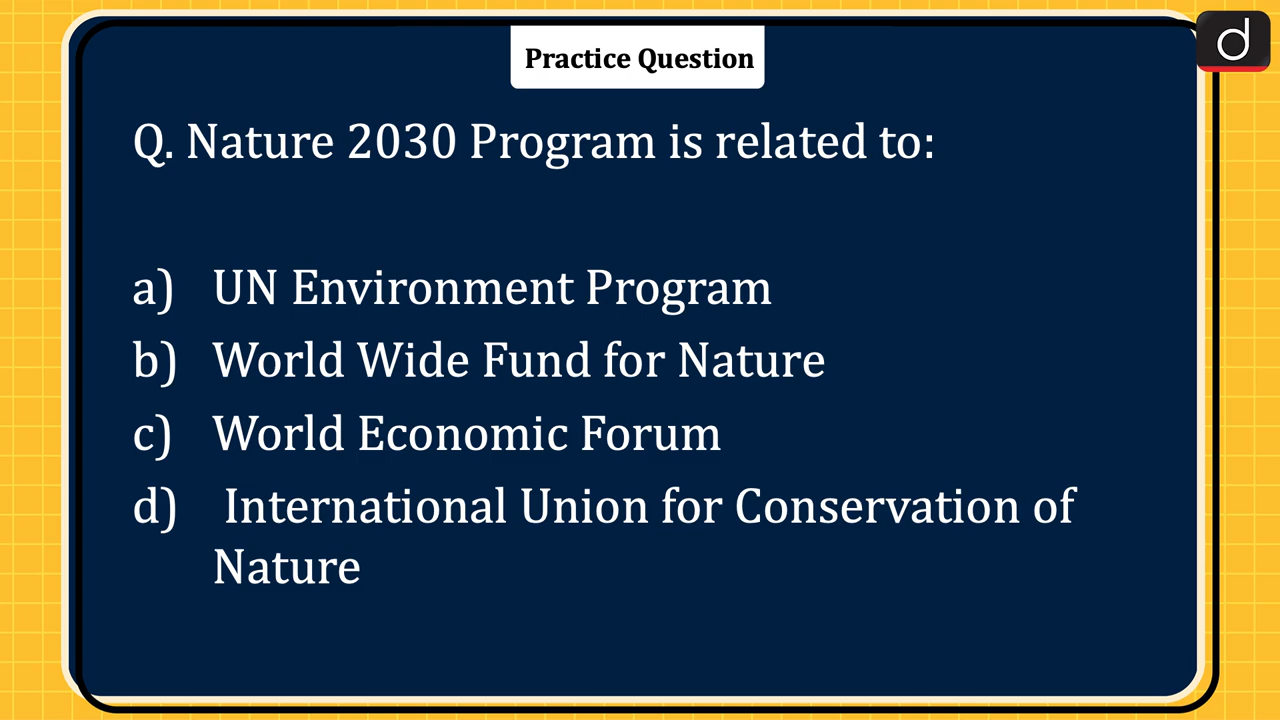 Practice Question
d
Q. Nature 2030 Program is related to:
a) UN Environment Program
b) World Wide Fund for Nature
c) World Economic Forum
d) International Union for Conservation of
Nature